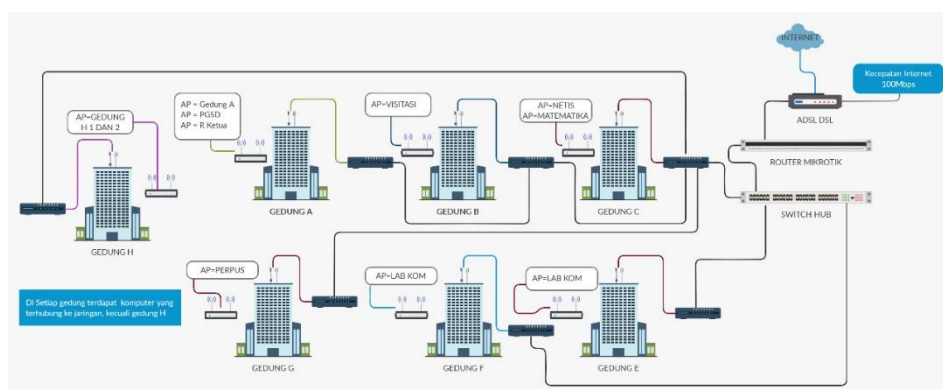 INTERNET
Kecepatan Internet
100Mbps
ADSL DSL
ROUTER MIKROTIK
SWITCH HUB
AP=GEDUNG
H 1 DAN 2
GEDUNG H
AP = Gedung A
AP = PGSD
AP = R Ketua
GEDUNG A
AP=VISITASI
GEDUNG B
AP=NETIS
AP=MATEMATIKA
GEDUNG C
Di Setiap gedung terdapat komputer yang
terhubung ke jaringan, kecuali gedung H
AP=PERPUS
GEDUNG G
AP=LAB KOM
GEDUNG F
AP=LAB KOM
GEDUNG E